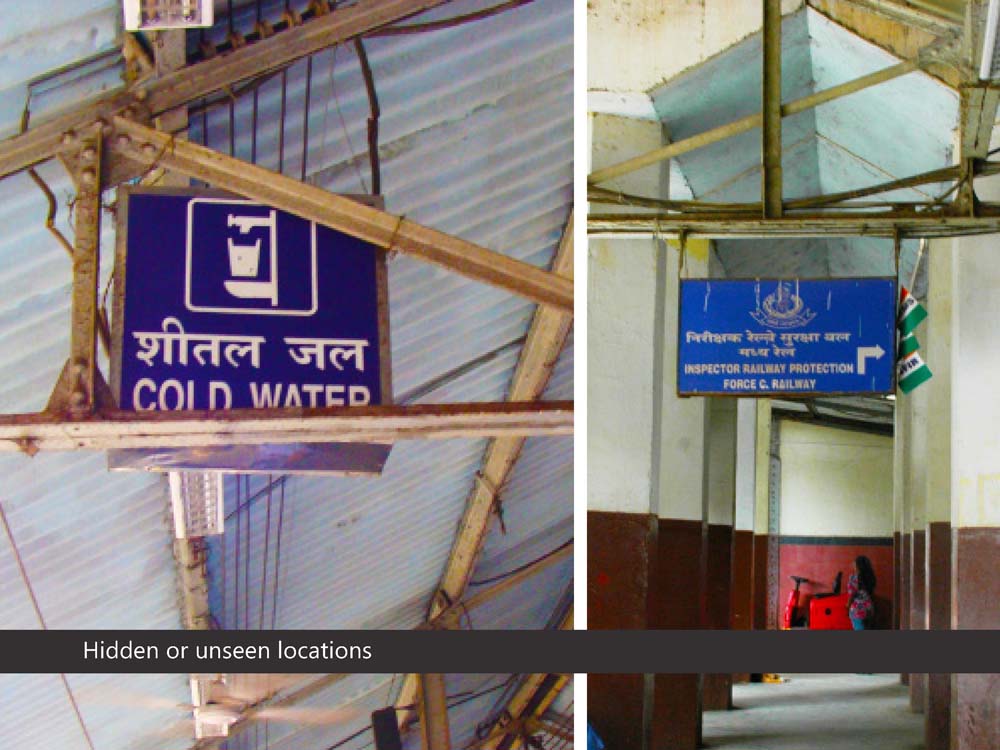 शीतल जल
COLD WATER
निरीक्षक रेल्वे सुरक्षा बल
मध्य रेल
INSPECTOR RAILWAY PROTECTION
FORCE C. RAILWAY
Hidden or unseen locations